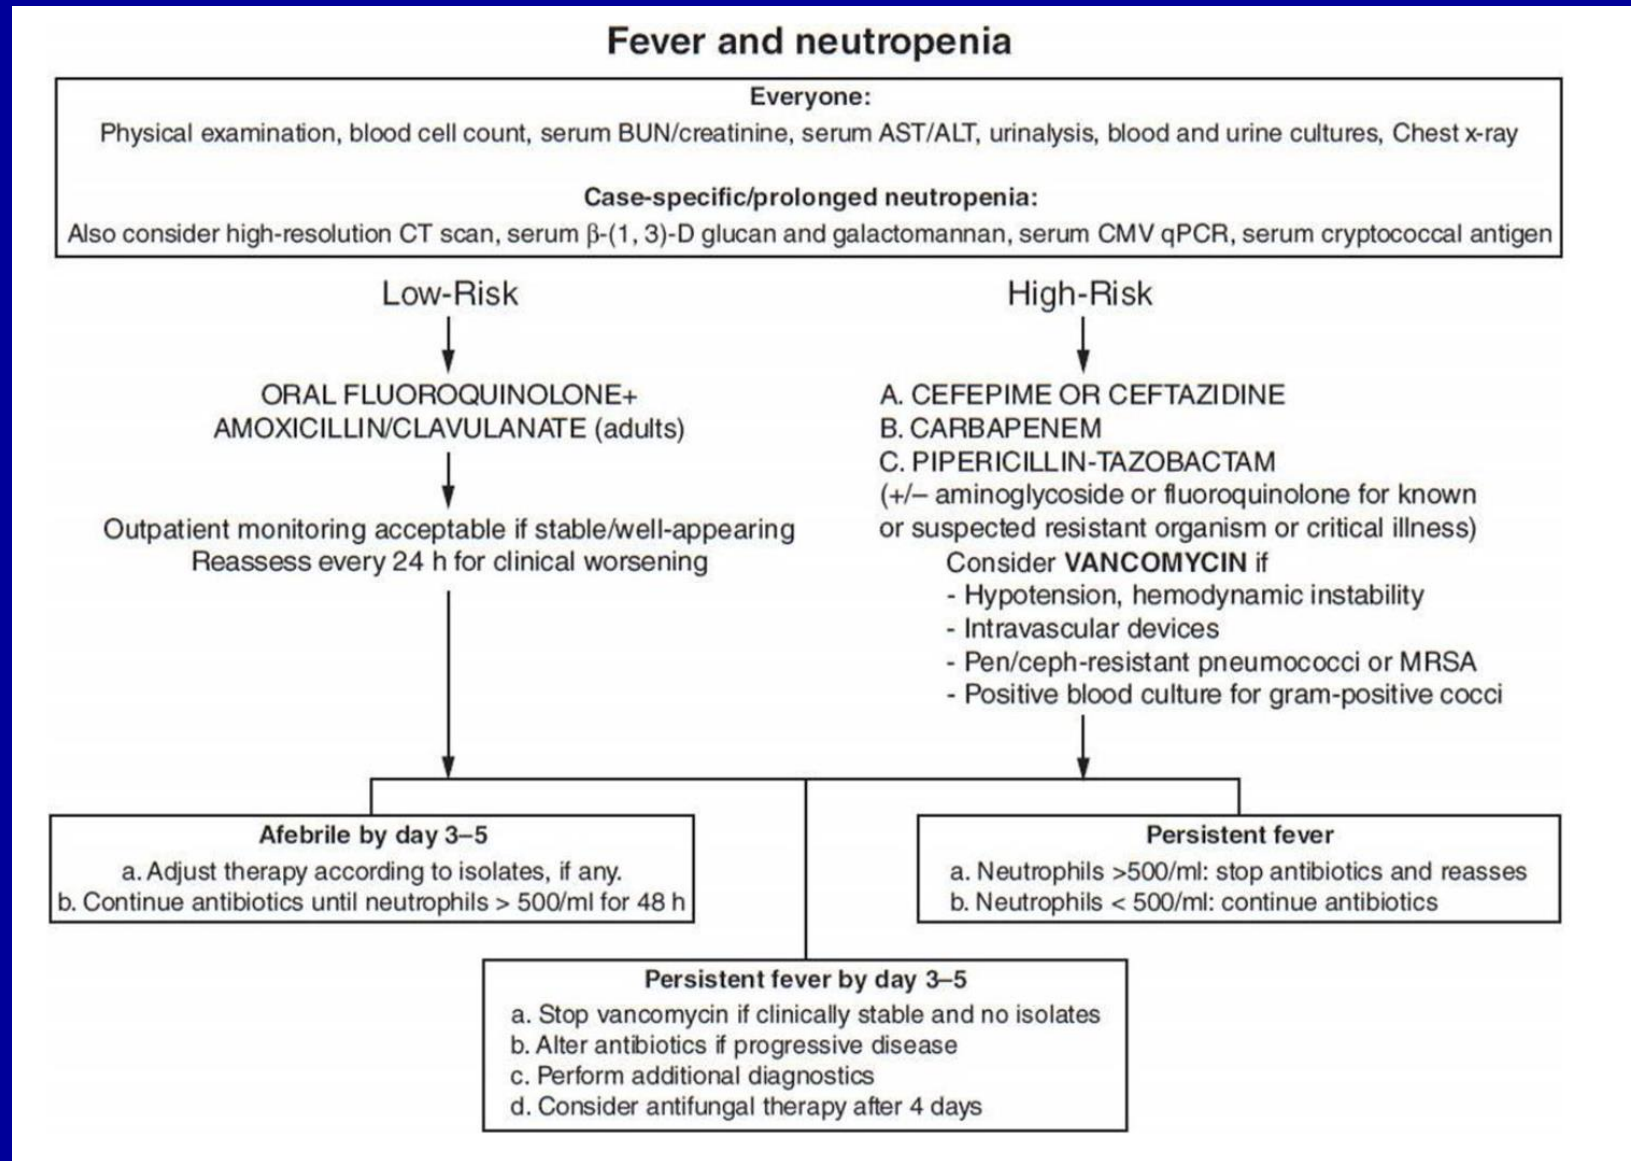 Fever and neutropenia
Everyone:
Physical examination, blood cell count, serum BUN/creatinine, serum AST/ALT, urinalysis, blood and urine cultures, Chest x-ray
Case-specific/prolonged neutropenia:
Also consider high-resolution CT scan, serum β-(1, 3)-D glucan and galactomannan, serum CMV qPCR, serum cryptococcal antigen
Low-Risk
ORAL FLUOROQUINOLONE+
AMOXICILLIN/CLAVULANATE (adults)
Outpatient monitoring acceptable if stable/well-appearing
Reassess every 24 h for clinical worsening
High-Risk
A. CEFEPIME OR CEFTAZIDINE
B. CARBAPENEM
C. PIPERICILLIN-TAZOBACTAM
(+/– aminoglycoside or fluoroquinolone for known
or suspected resistant organism or critical illness)
Consider VANCOMYCIN if
- Hypotension, hemodynamic instability
- Intravascular devices
- Pen/ceph-resistant pneumococci or MRSA
- Positive blood culture for gram-positive cocci
Afebrile by day 3–5
a. Adjust therapy according to isolates, if any.
b. Continue antibiotics until neutrophils > 500/ml for 48 h
Persistent fever
a. Neutrophils >500/ml: stop antibiotics and reasses
b. Neutrophils < 500/ml: continue antibiotics
Persistent fever by day 3–5
a. Stop vancomycin if clinically stable and no isolates
b. Alter antibiotics if progressive disease
c. Perform additional diagnostics
d. Consider antifungal therapy after 4 days